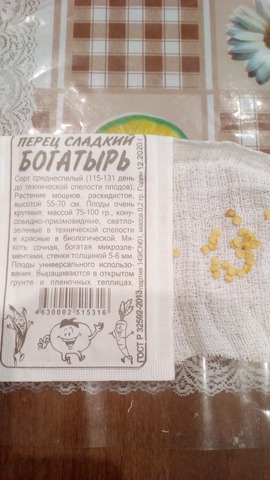 ПЕРЕЦ СЛАДКИЙ
БОГАТЫРЬ
Сорт среднеспелый (115-131 день
до технической спелости плодов).
Растение мощное, раскидистое,
высотой 55-70 см. Плоды очень
крупные, массой 75-100 гр., кону-
совидно-призмовидные, светло-
зеленые в технической спелости
и красные в биологической. Мя-
коть сочная, богатая микроэле-
ментами, стенки толщиной 5-6 мм.
Плоды универсального использо-
вания. Выращиваются в открытом
грунте и пленочных теплицах.
4630002 515316
ГОСТ Р 32592-2013